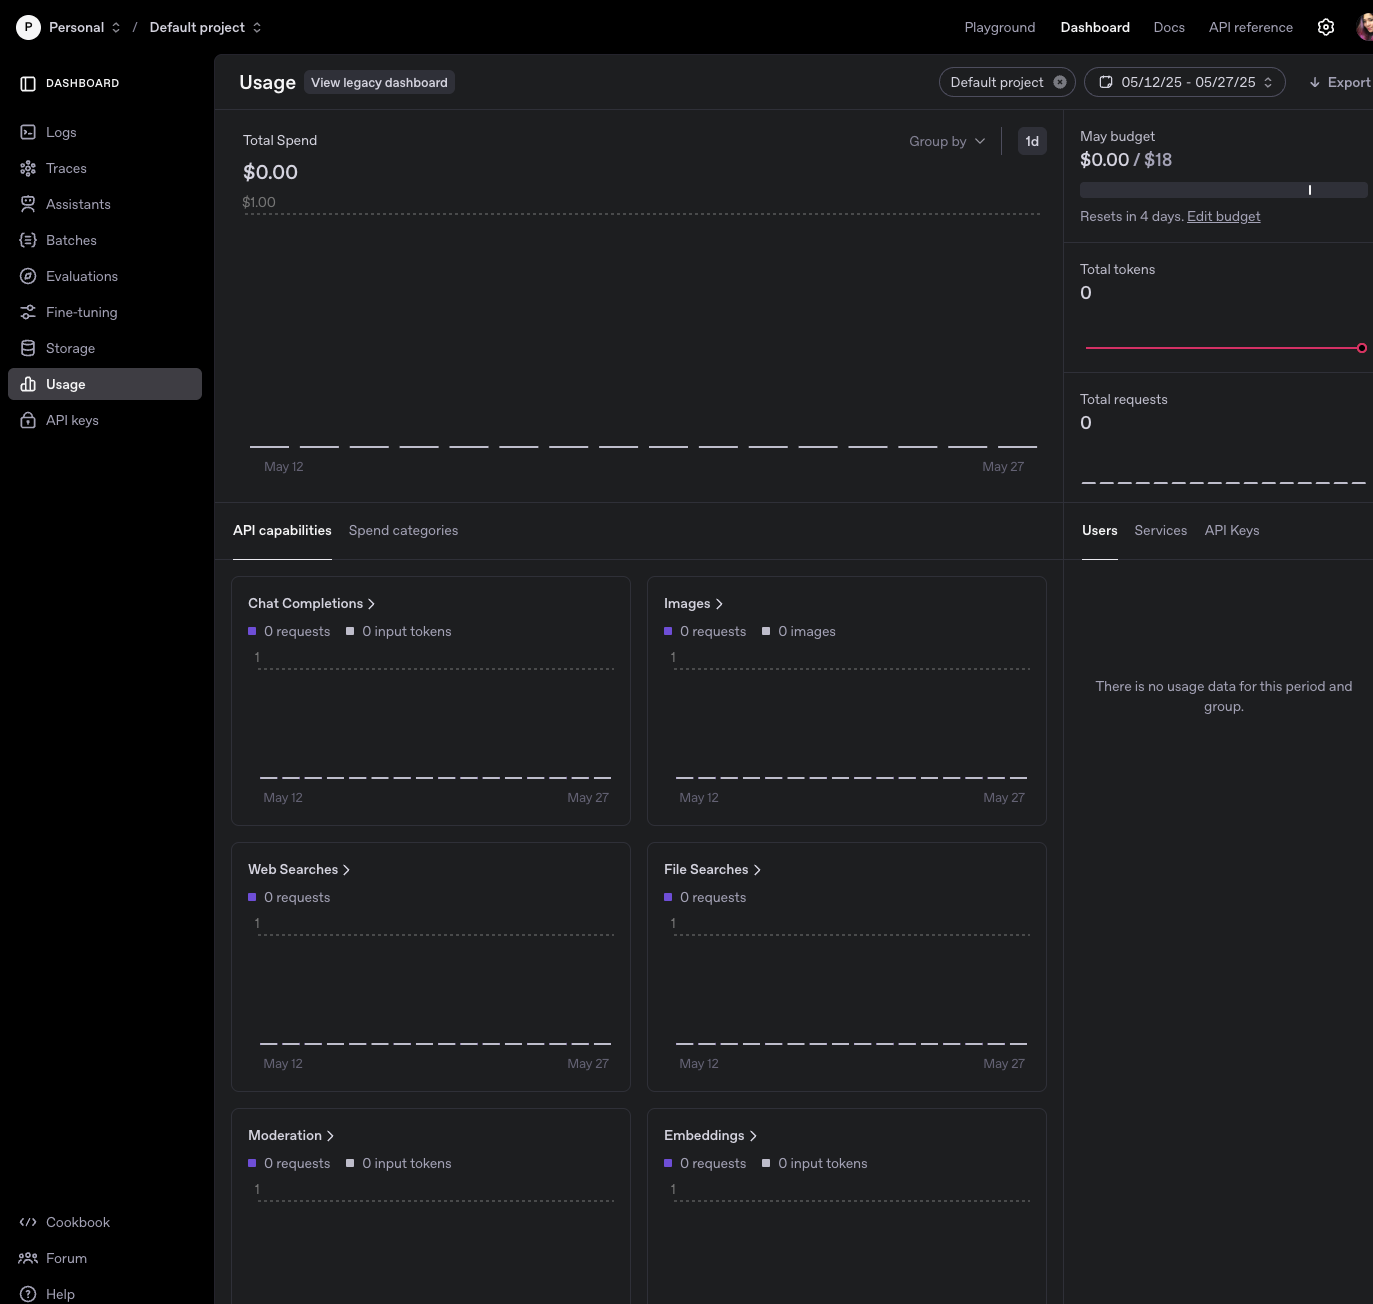 P Personal / Default project
Playground Dashboard Docs API reference
DASHBOARD
Logs
Traces
Assistants
Batches
Evaluations
Fine-tuning
Storage
Usage
API keys
Cookbook
Forum
Help
Usage View legacy dashboard
Default project 05/12/25 - 05/27/25 Export
Total Spend
Group by 1d
$0.00
$1.00
May 12 May 27
May budget
$0.00 / $18
Resets in 4 days. Edit budget
Total tokens
0
Total requests
0
API capabilities Spend categories
Users Services API Keys
There is no usage data for this period and
group.
Chat Completions
0 requests 0 input tokens
1
May 12 May 27
Images
0 requests 0 images
1
May 12 May 27
Web Searches
0 requests
1
May 12 May 27
File Searches
0 requests
1
May 12 May 27
Moderation
0 requests 0 input tokens
1
Embeddings
0 requests 0 input tokens
1